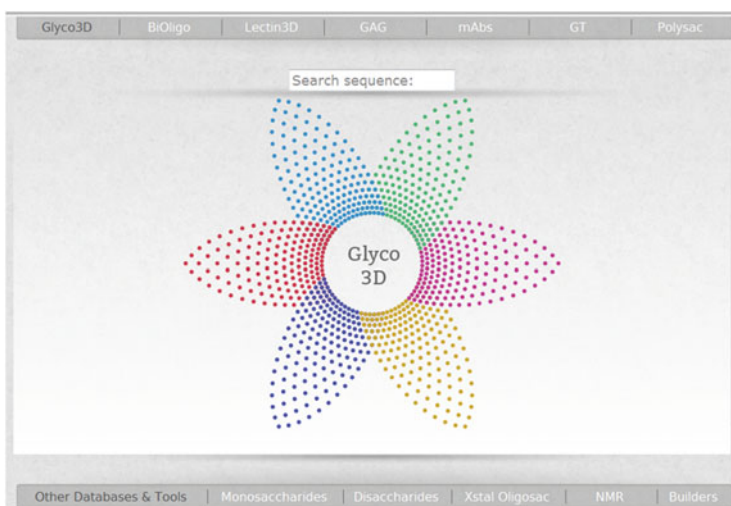 Glyco3D BiOligo Lectin3D GAG mAbs GT Polysac
Search sequence:
Glyco
3D
Other Databases & Tools Monosaccharides Disaccharides Xstal Oligosac NMR Builders